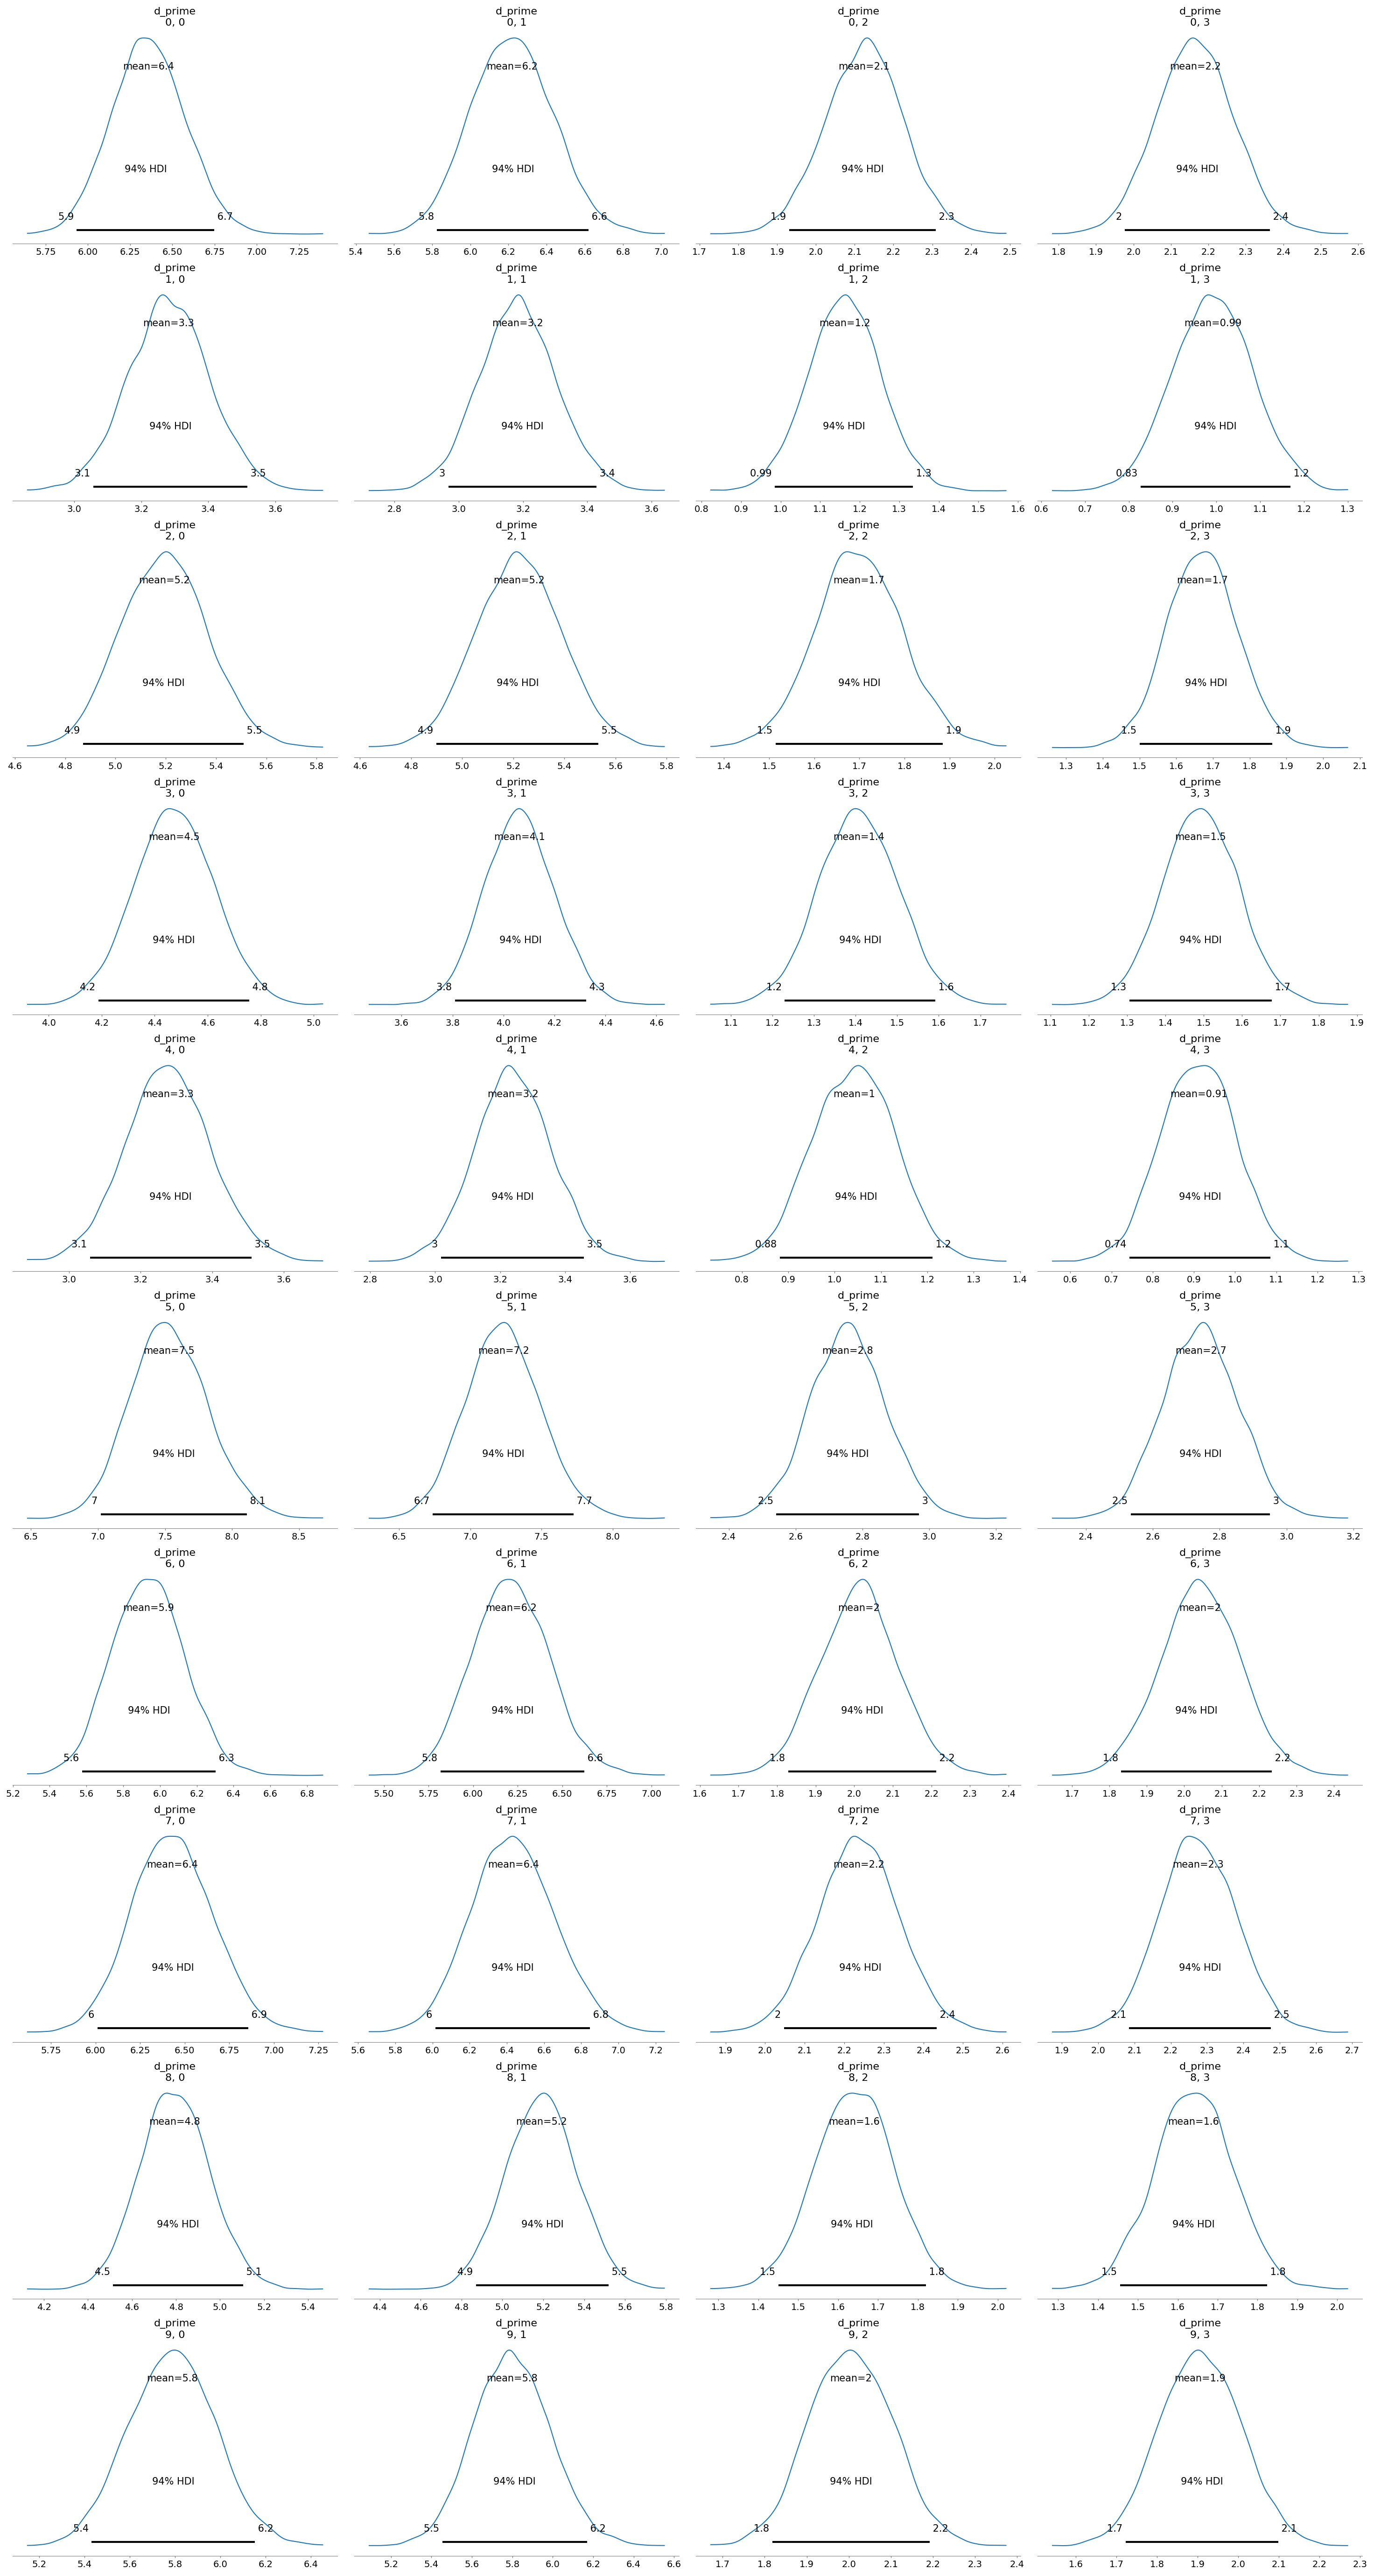 d_prime
0, 0
d_prime
0, 1
d_prime
0, 2
d_prime
0, 3
mean=6.4
mean=6.2
mean=2.1
mean=2.2
94% HDI
94% HDI
94% HDI
94% HDI
5.9 6.7
5.8 6.6
1.9 2.3
2 2.4
5.75 6.00 6.25 6.50 6.75 7.00 7.25
5.4 5.6 5.8 6.0 6.2 6.4 6.6 6.8 7.0
1.7 1.8 1.9 2.0 2.1 2.2 2.3 2.4 2.5
1.8 1.9 2.0 2.1 2.2 2.3 2.4 2.5 2.6
d_prime
1, 0
d_prime
1, 1
d_prime
1, 2
d_prime
1, 3
mean=3.3
mean=3.2
mean=1.2
mean=0.99
94% HDI
94% HDI
94% HDI
94% HDI
3.1 3.5
3 3.4
0.99 1.3
0.83 1.2
3.0 3.2 3.4 3.6
2.8 3.0 3.2 3.4 3.6
0.8 0.9 1.0 1.1 1.2 1.3 1.4 1.5 1.6
0.6 0.7 0.8 0.9 1.0 1.1 1.2 1.3
d_prime
2, 0
d_prime
2, 1
d_prime
2, 2
d_prime
2, 3
mean=5.2
mean=5.2
mean=1.7
mean=1.7
94% HDI
94% HDI
94% HDI
94% HDI
4.9 5.5
4.9 5.5
1.5 1.9
1.5 1.9
4.6 4.8 5.0 5.2 5.4 5.6 5.8
4.6 4.8 5.0 5.2 5.4 5.6 5.8
1.4 1.5 1.6 1.7 1.8 1.9 2.0
1.3 1.4 1.5 1.6 1.7 1.8 1.9 2.0 2.1
d_prime
3, 0
d_prime
3, 1
d_prime
3, 2
d_prime
3, 3
mean=4.5
mean=4.1
mean=1.4
mean=1.5
94% HDI
94% HDI
94% HDI
94% HDI
4.2 4.8
3.8 4.3
1.2 1.6
1.3 1.7
4.0 4.2 4.4 4.6 4.8 5.0
3.6 3.8 4.0 4.2 4.4 4.6
1.1 1.2 1.3 1.4 1.5 1.6 1.7
1.1 1.2 1.3 1.4 1.5 1.6 1.7 1.8 1.9
d_prime
4, 0
d_prime
4, 1
d_prime
4, 2
d_prime
4, 3
mean=3.3
mean=3.2
mean=1
mean=0.91
94% HDI
94% HDI
94% HDI
94% HDI
3.1 3.5
3 3.5
0.88 1.2
0.74 1.1
3.0 3.2 3.4 3.6
2.8 3.0 3.2 3.4 3.6
0.8 0.9 1.0 1.1 1.2 1.3 1.4
0.6 0.7 0.8 0.9 1.0 1.1 1.2 1.3
d_prime
5, 0
d_prime
5, 1
d_prime
5, 2
d_prime
5, 3
mean=7.5
mean=7.2
mean=2.8
mean=2.7
94% HDI
94% HDI
94% HDI
94% HDI
7 8.1
6.7 7.7
2.5 3
2.5 3
6.5 7.0 7.5 8.0 8.5
6.5 7.0 7.5 8.0
2.4 2.6 2.8 3.0 3.2
2.4 2.6 2.8 3.0 3.2
d_prime
6, 0
d_prime
6, 1
d_prime
6, 2
d_prime
6, 3
mean=5.9
mean=6.2
mean=2
mean=2
94% HDI
94% HDI
94% HDI
94% HDI
5.6 6.3
5.8 6.6
1.8 2.2
1.8 2.2
5.2 5.4 5.6 5.8 6.0 6.2 6.4 6.6 6.8
5.50 5.75 6.00 6.25 6.50 6.75 7.00
1.6 1.7 1.8 1.9 2.0 2.1 2.2 2.3 2.4
1.7 1.8 1.9 2.0 2.1 2.2 2.3 2.4
d_prime
7, 0
d_prime
7, 1
d_prime
7, 2
d_prime
7, 3
mean=6.4
mean=6.4
mean=2.2
mean=2.3
94% HDI
94% HDI
94% HDI
94% HDI
6 6.9
6 6.8
2 2.4
2.1 2.5
5.75 6.00 6.25 6.50 6.75 7.00 7.25
5.6 5.8 6.0 6.2 6.4 6.6 6.8 7.0 7.2
1.9 2.0 2.1 2.2 2.3 2.4 2.5 2.6
1.9 2.0 2.1 2.2 2.3 2.4 2.5 2.6 2.7
d_prime
8, 0
d_prime
8, 1
d_prime
8, 2
d_prime
8, 3
mean=4.8
mean=5.2
mean=1.6
mean=1.6
94% HDI
94% HDI
94% HDI
94% HDI
4.5 5.1
4.9 5.5
1.5 1.8
1.5 1.8
4.2 4.4 4.6 4.8 5.0 5.2 5.4
4.4 4.6 4.8 5.0 5.2 5.4 5.6 5.8
1.3 1.4 1.5 1.6 1.7 1.8 1.9 2.0
1.3 1.4 1.5 1.6 1.7 1.8 1.9 2.0
d_prime
9, 0
d_prime
9, 1
d_prime
9, 2
d_prime
9, 3
mean=5.8
mean=5.8
mean=2
mean=1.9
94% HDI
94% HDI
94% HDI
94% HDI
5.4 6.2
5.5 6.2
1.8 2.2
1.7 2.1
5.2 5.4 5.6 5.8 6.0 6.2 6.4
5.2 5.4 5.6 5.8 6.0 6.2 6.4 6.6
1.7 1.8 1.9 2.0 2.1 2.2 2.3 2.4
1.6 1.7 1.8 1.9 2.0 2.1 2.2 2.3